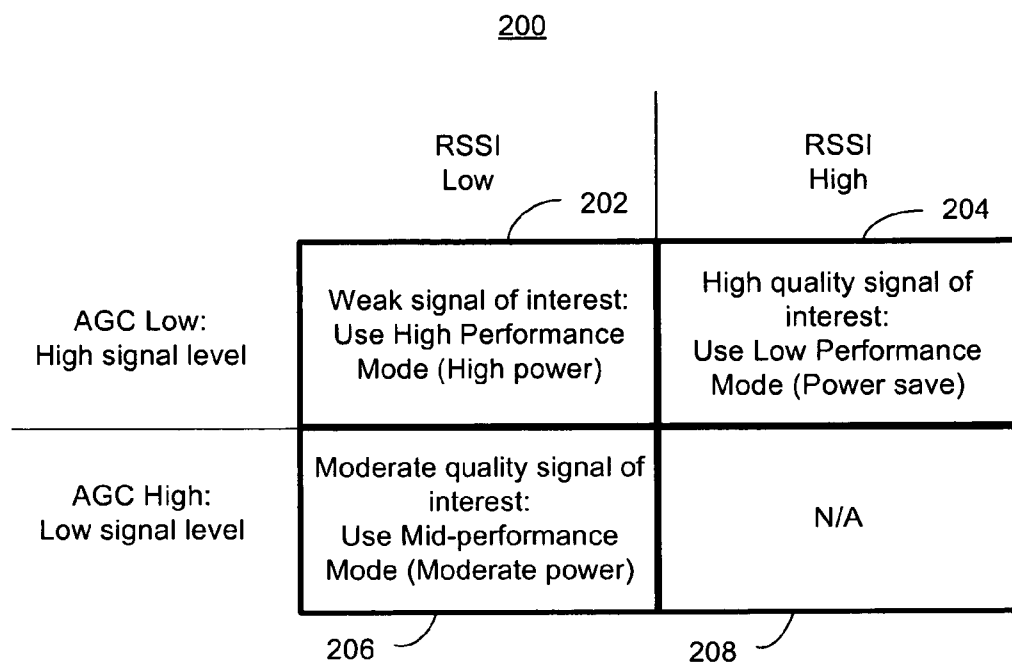 200
RSSI
Low
RSSI
High
202
204
AGC Low:
High signal level
Weak signal of interest:
Use High Performance
Mode (High power)
High quality signal of
interest:
Use Low Performance
Mode (Power save)
AGC High:
Low signal level
Moderate quality signal of
interest:
Use Mid-performance
Mode (Moderate power)
N/A
206
208